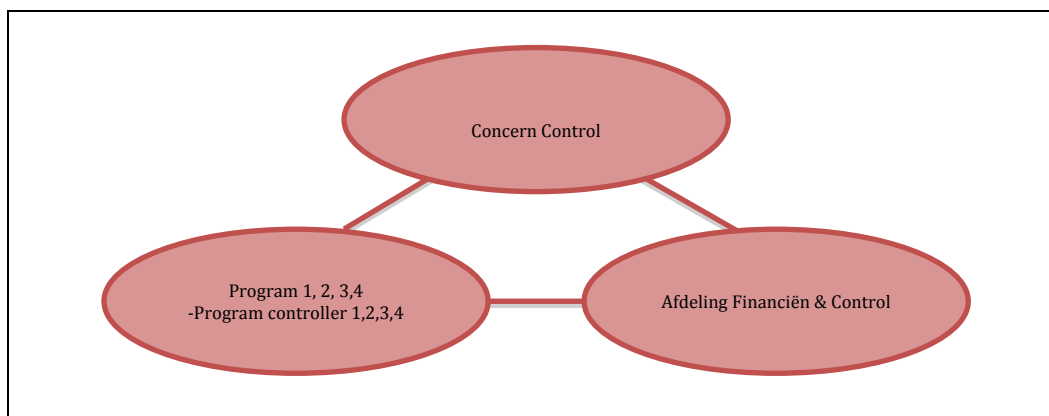 Concern Control
Program 1, 2, 3,4
-Program controller 1,2,3,4
Afdeling Financiën & Control